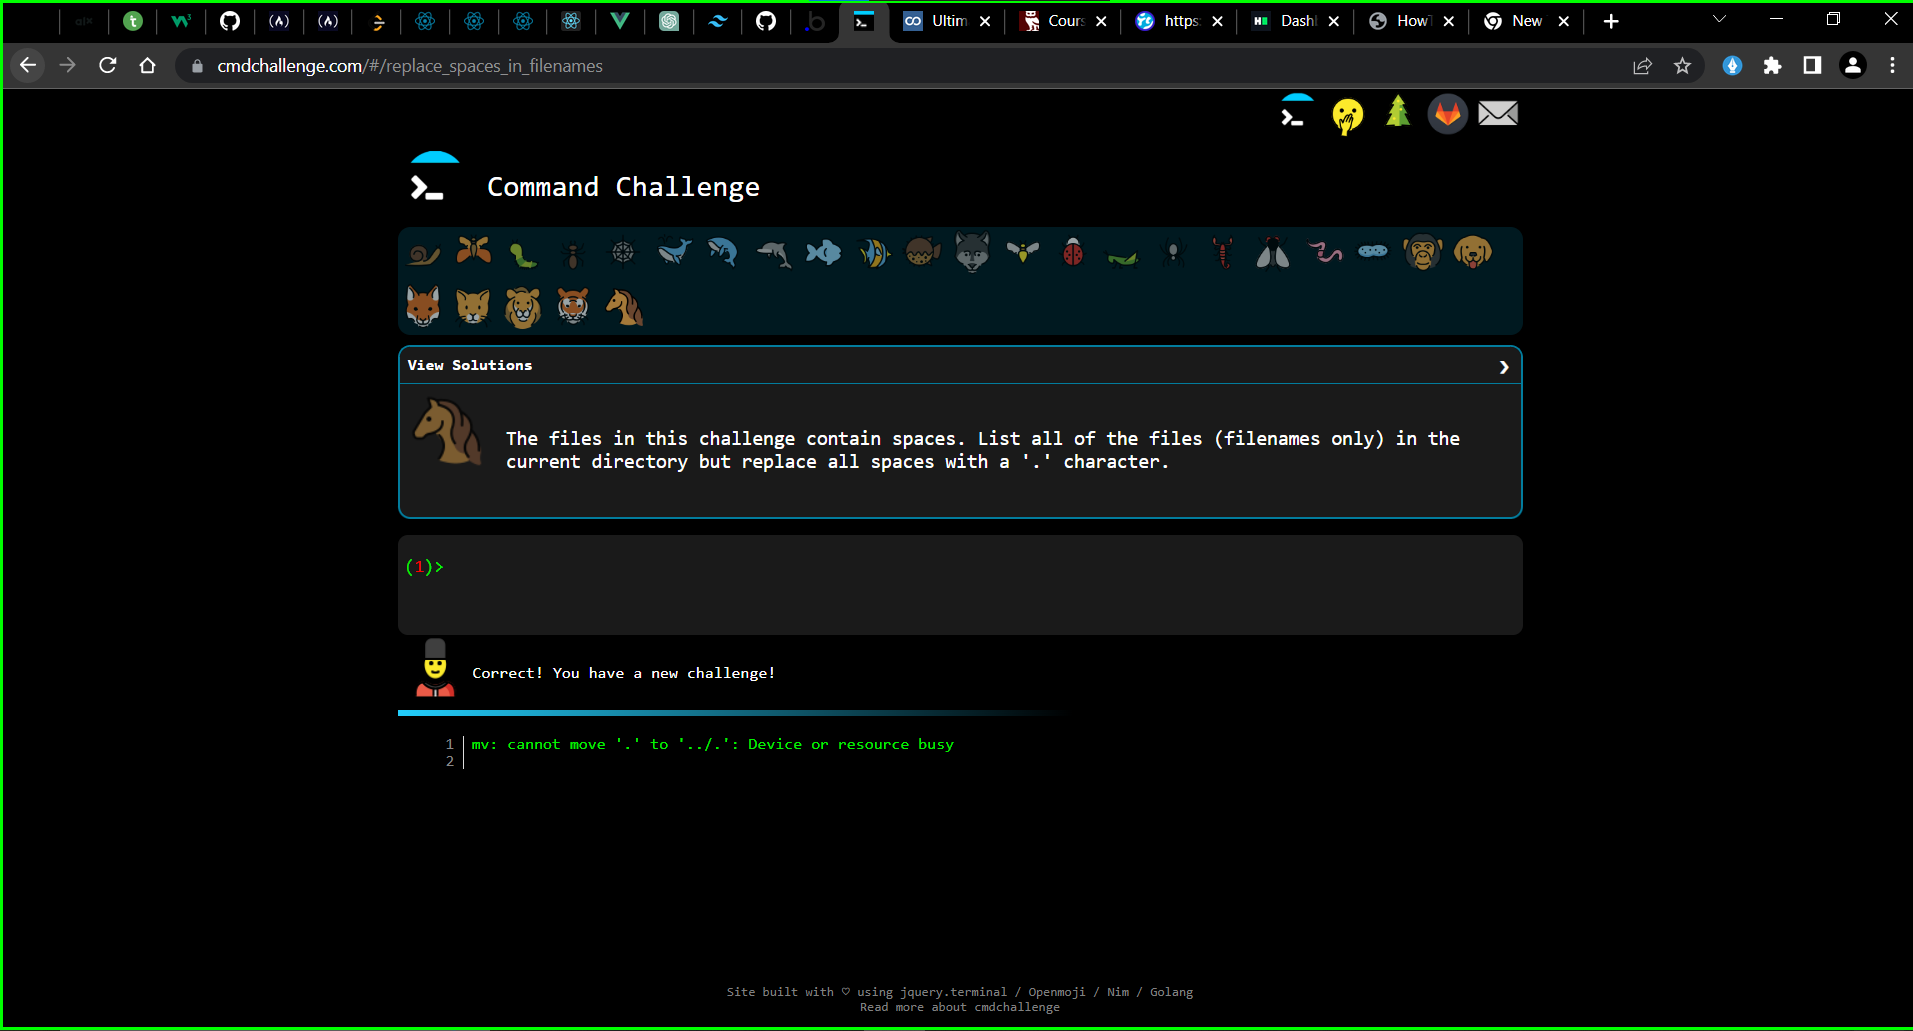 Ultim
Cours
https:
Dashl
HowT
New
cmdchallenge.com/#/replace_spaces_in_filenames
Command Challenge
View Solutions
The files in this challenge contain spaces. List all of the files (filenames only) in the
current directory but replace all spaces with a '.' character.
(1)>
Correct! You have a new challenge!
1 mv: cannot move '.' to '../.': Device or resource busy
2
Site built with ♡ using jquery.terminal / Openmoji / Nim / Golang
Read more about cmdchallenge